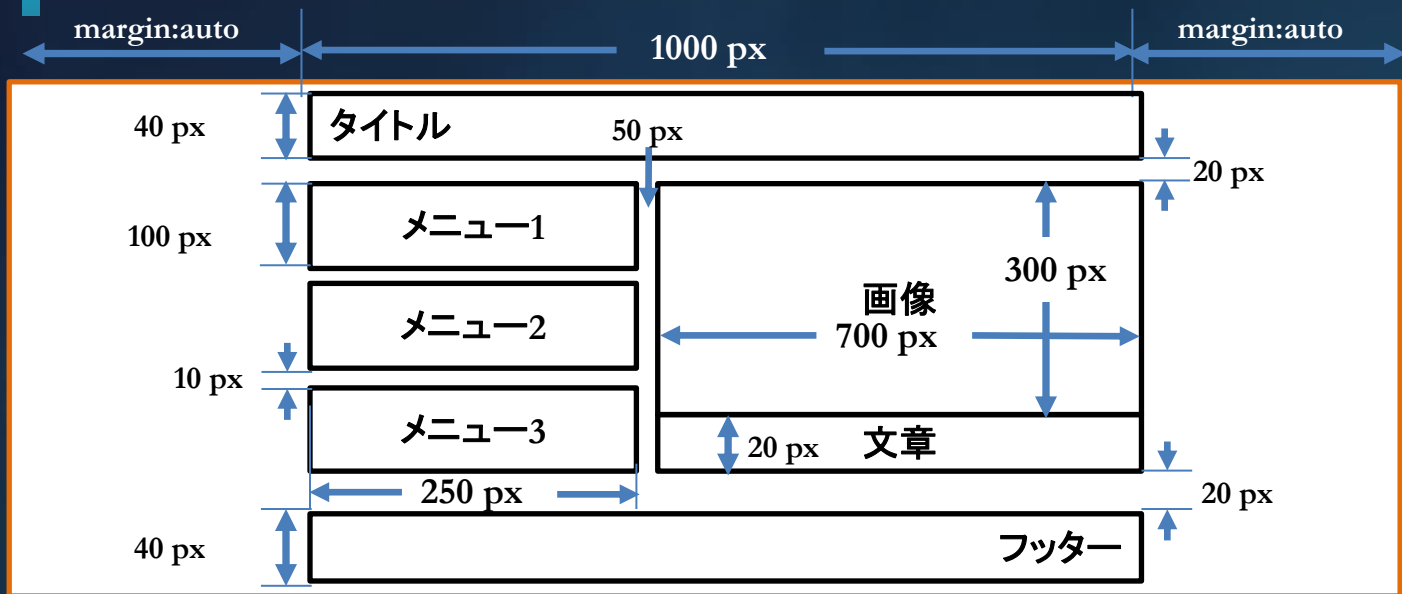 margin:auto
1000 px
margin:auto
40 px
タイトル
50 px
20 px
100 px
メニュー1
300 px
画像
700 px
メニュー2
10 px
メニュー3
20 px
文章
250 px
20 px
40 px
フッター